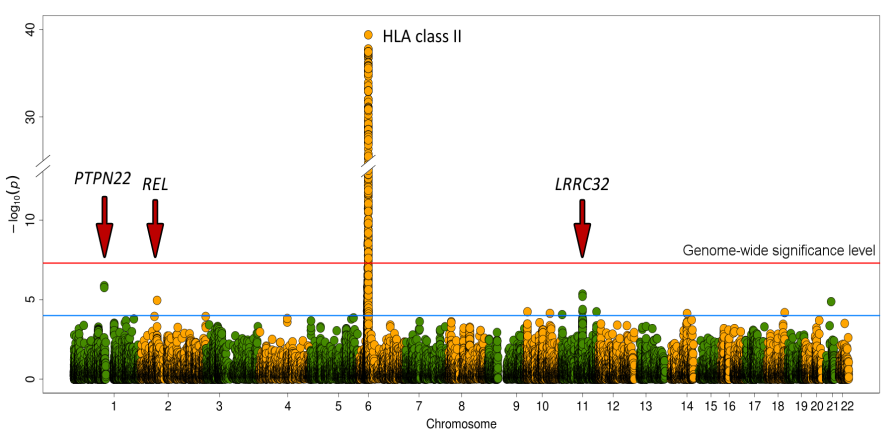 40
HLA class II
30
PTPN22 REL LRRC32
−log10(p)
10
Genome-wide significance level
5
0
1 2 3 4 5 6 7 8 9 10 11 12 13 14 15 16 17 18 19 20 21 22
Chromosome